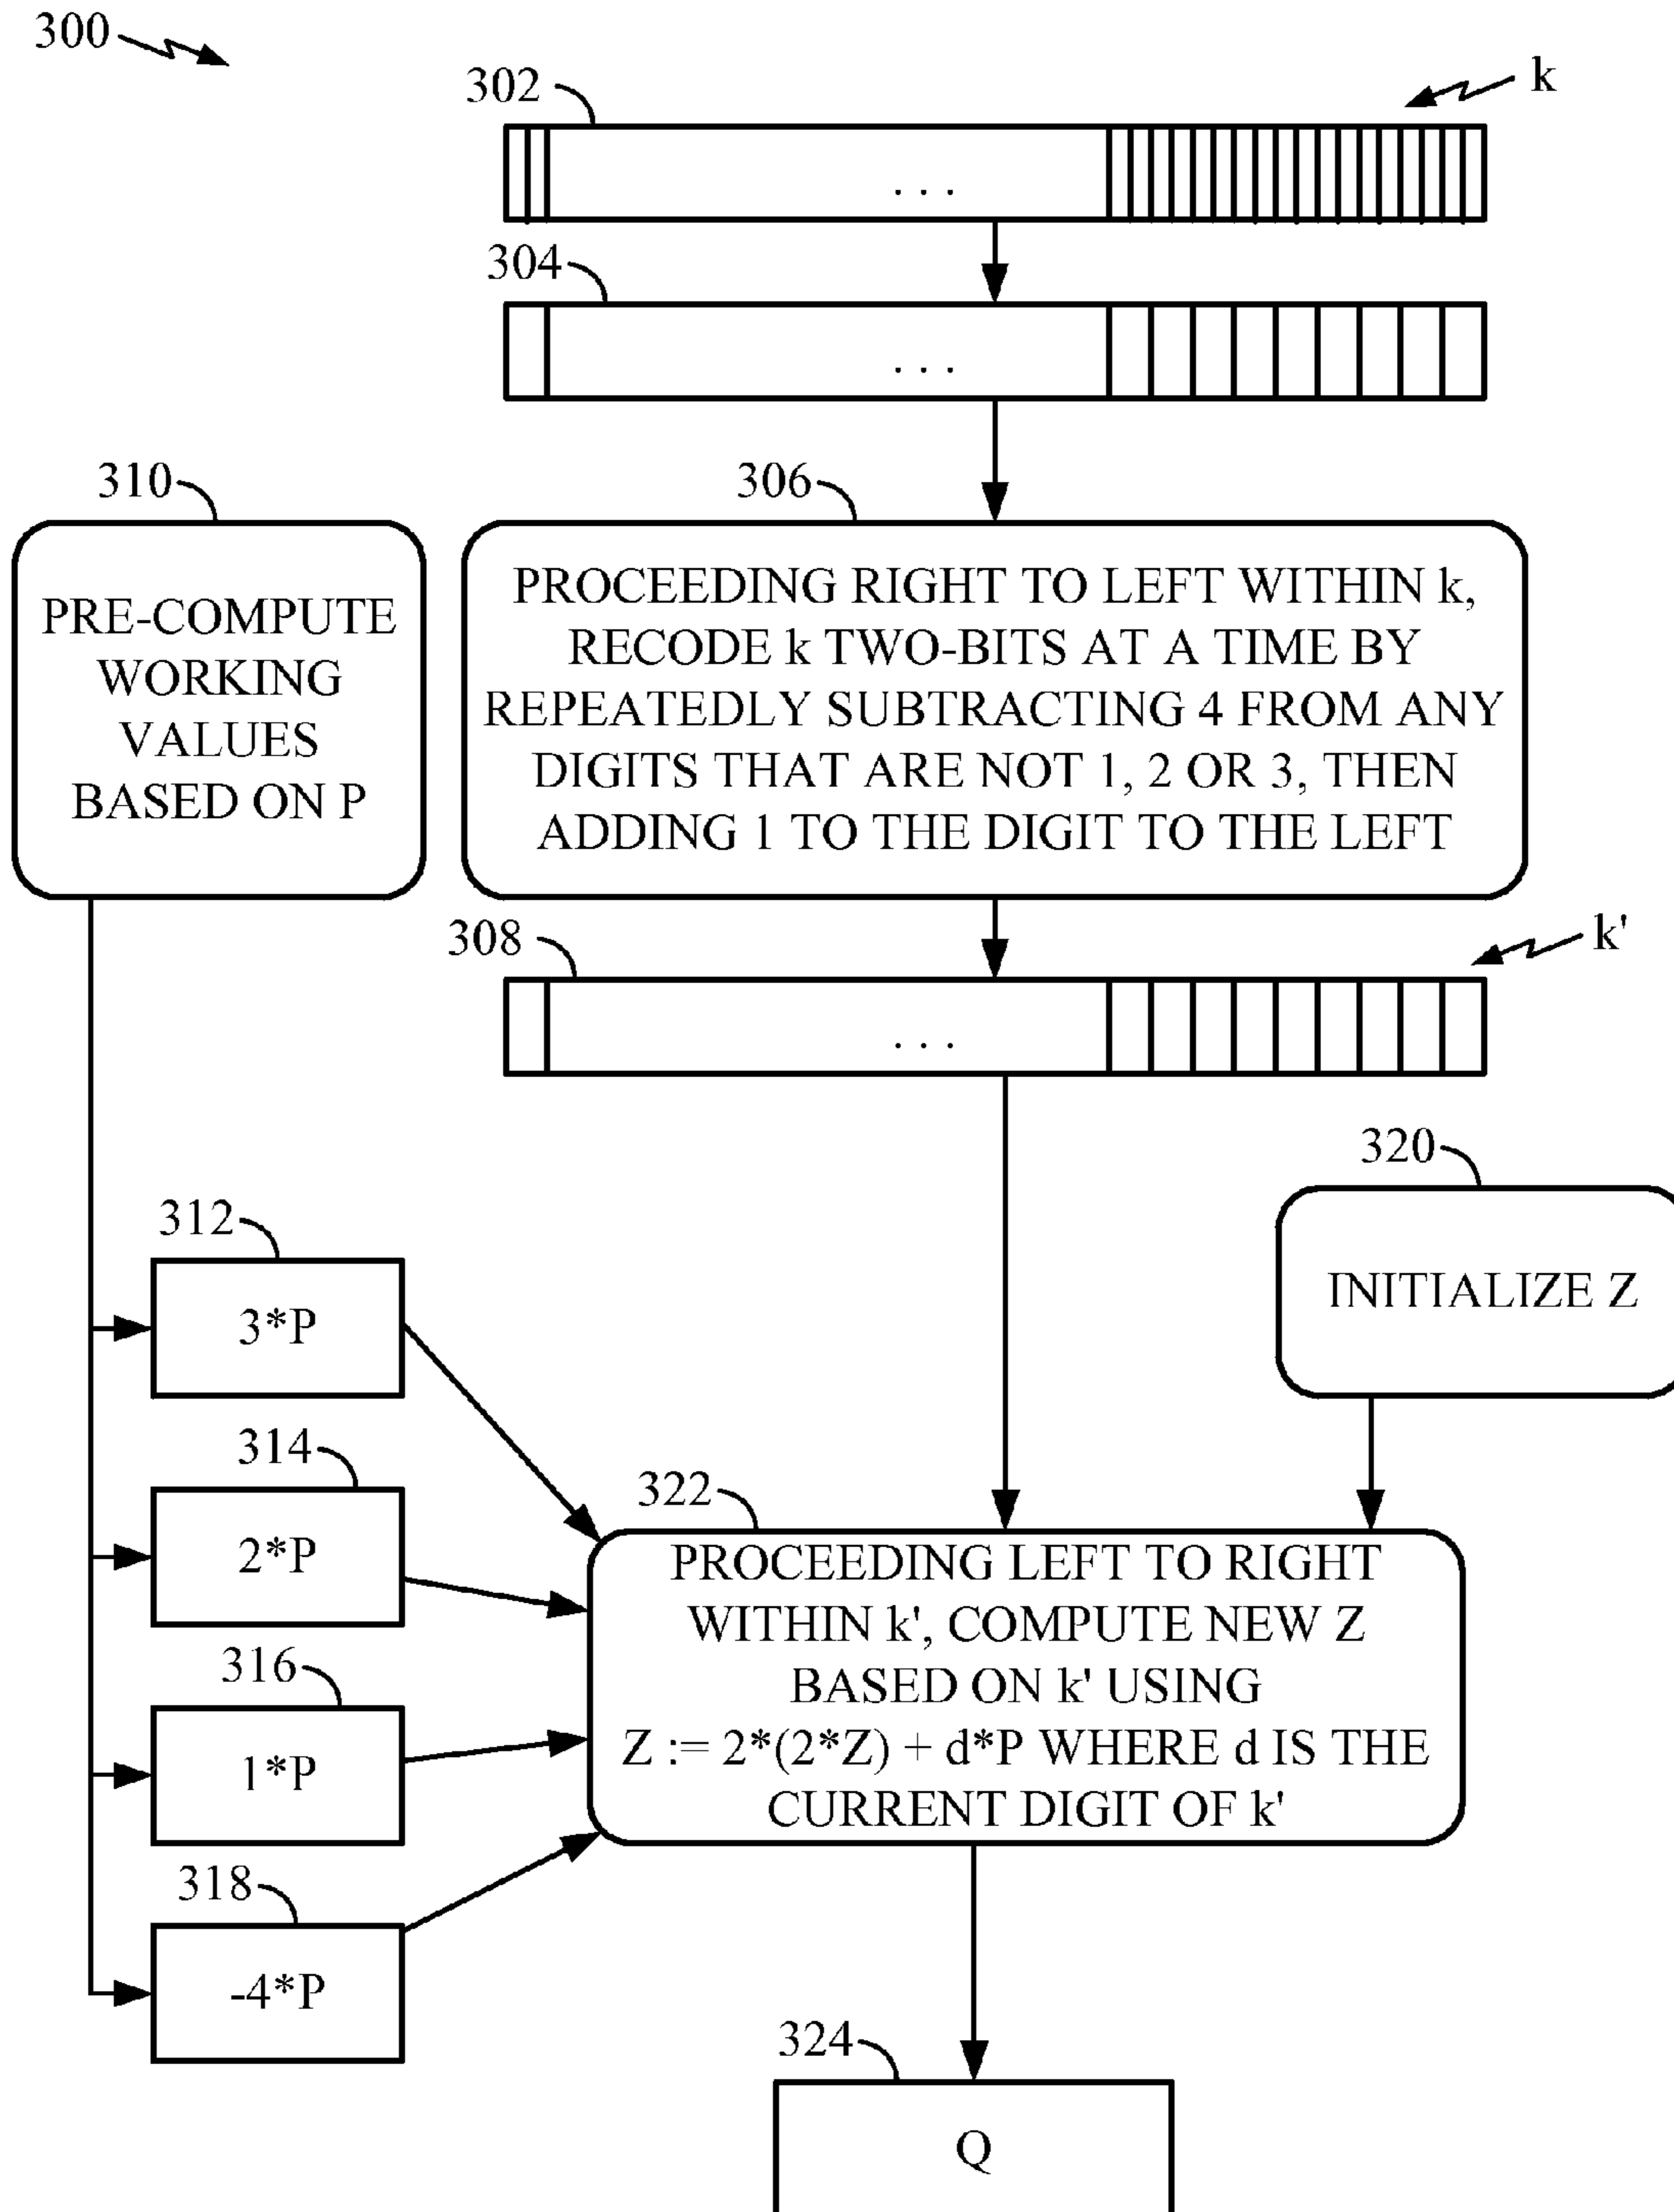 300
302
k
. . .
304
. . .
310
306
PRE-COMPUTE
WORKING
VALUES
BASED ON P
PROCEEDING RIGHT TO LEFT WITHIN k,
RECODE k TWO-BITS AT A TIME BY
REPEATEDLY SUBTRACTING 4 FROM ANY
DIGITS THAT ARE NOT 1, 2 OR 3, THEN
ADDING 1 TO THE DIGIT TO THE LEFT
308
k'
. . .
320
INITIALIZE Z
312
3*P
314
2*P
316
1*P
318
-4*P
322
PROCEEDING LEFT TO RIGHT
WITHIN k', COMPUTE NEW Z
BASED ON k' USING
Z := 2*(2*Z) + d*P WHERE d IS THE
CURRENT DIGIT OF k'
324
Q